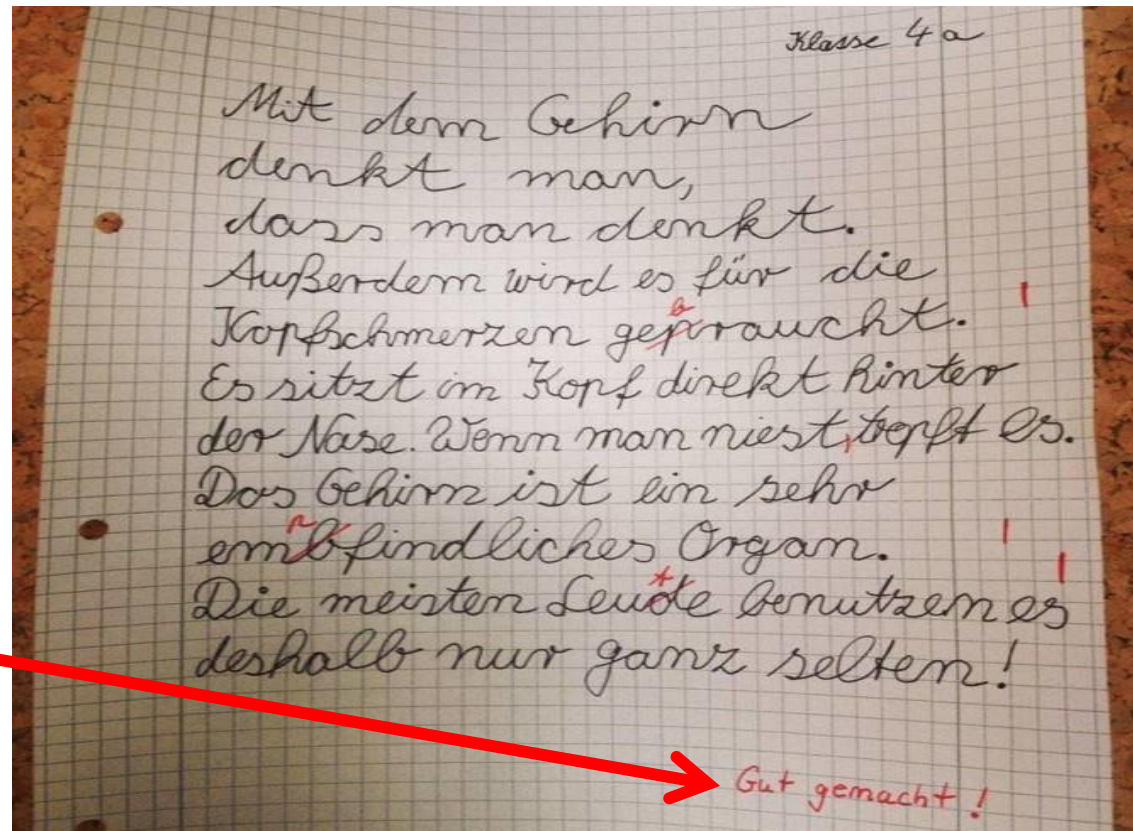 Klasse 4a
Mit dem Gehirn
denkt man,
dass man denkt.
Außerdem wird es für die
Kopfschmerzen gepraucht.
Es sitzt im Kopf direkt hinter
der Nase. Wenn man niest, tropft es.
Das Gehirn ist ein sehr
embfindliches Organ.
Die meisten Leude benutzen es
deshalb nur ganz selten!
Gut gemacht!